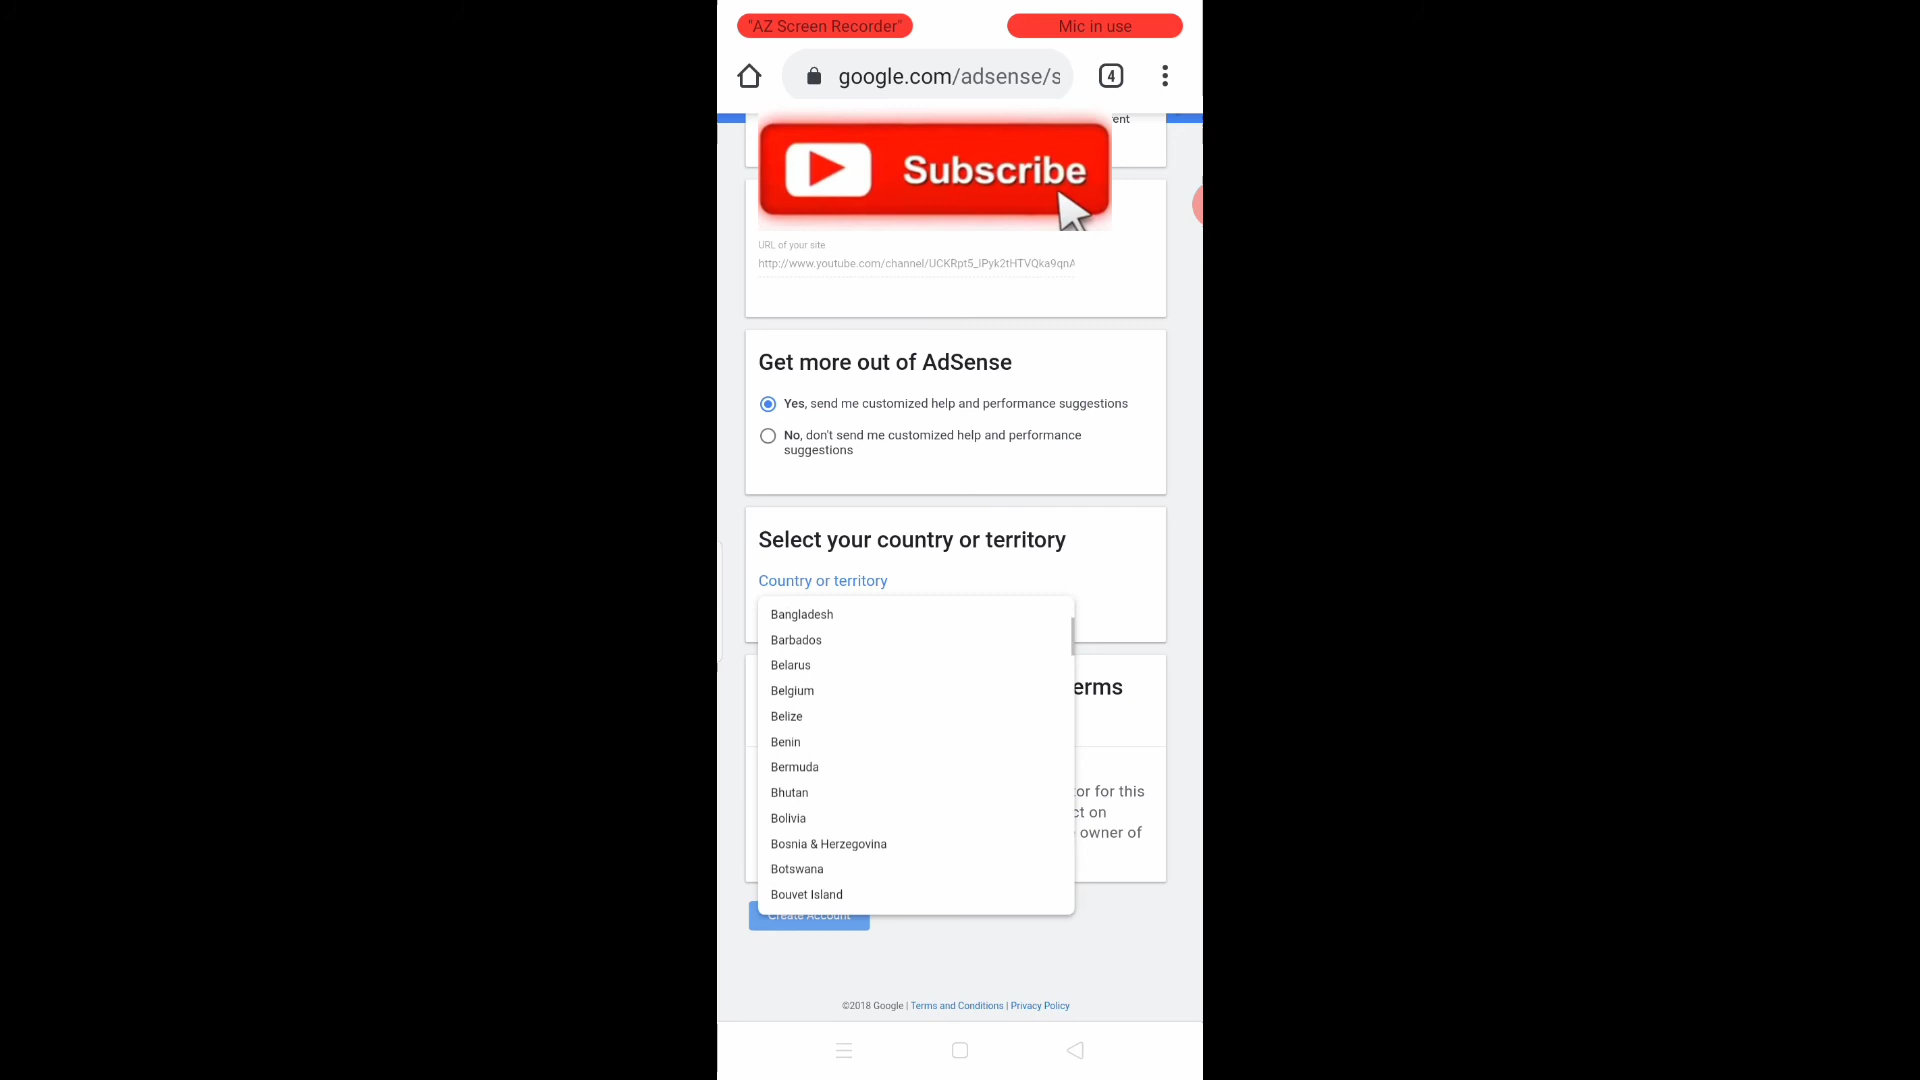 "AZ Screen Recorder"
Mic in use
google.com/adsense/s
4
ent
Subscribe
URL of your site
http://www.youtube.com/channel/UCKRpt5_lPyk2tHTVQka9qnA
Get more out of AdSense
Yes, send me customized help and performance suggestions
No, don't send me customized help and performance
suggestions
Select your country or territory
Country or territory
Bangladesh
Barbados
Belarus
Belgium
erms
Belize
Benin
Bermuda
Bhutan
tor for this
ct on
Bolivia
owner of
Bosnia & Herzegovina
Botswana
Bouvet Island
Create Account
©2018 Google | Terms and Conditions | Privacy Policy